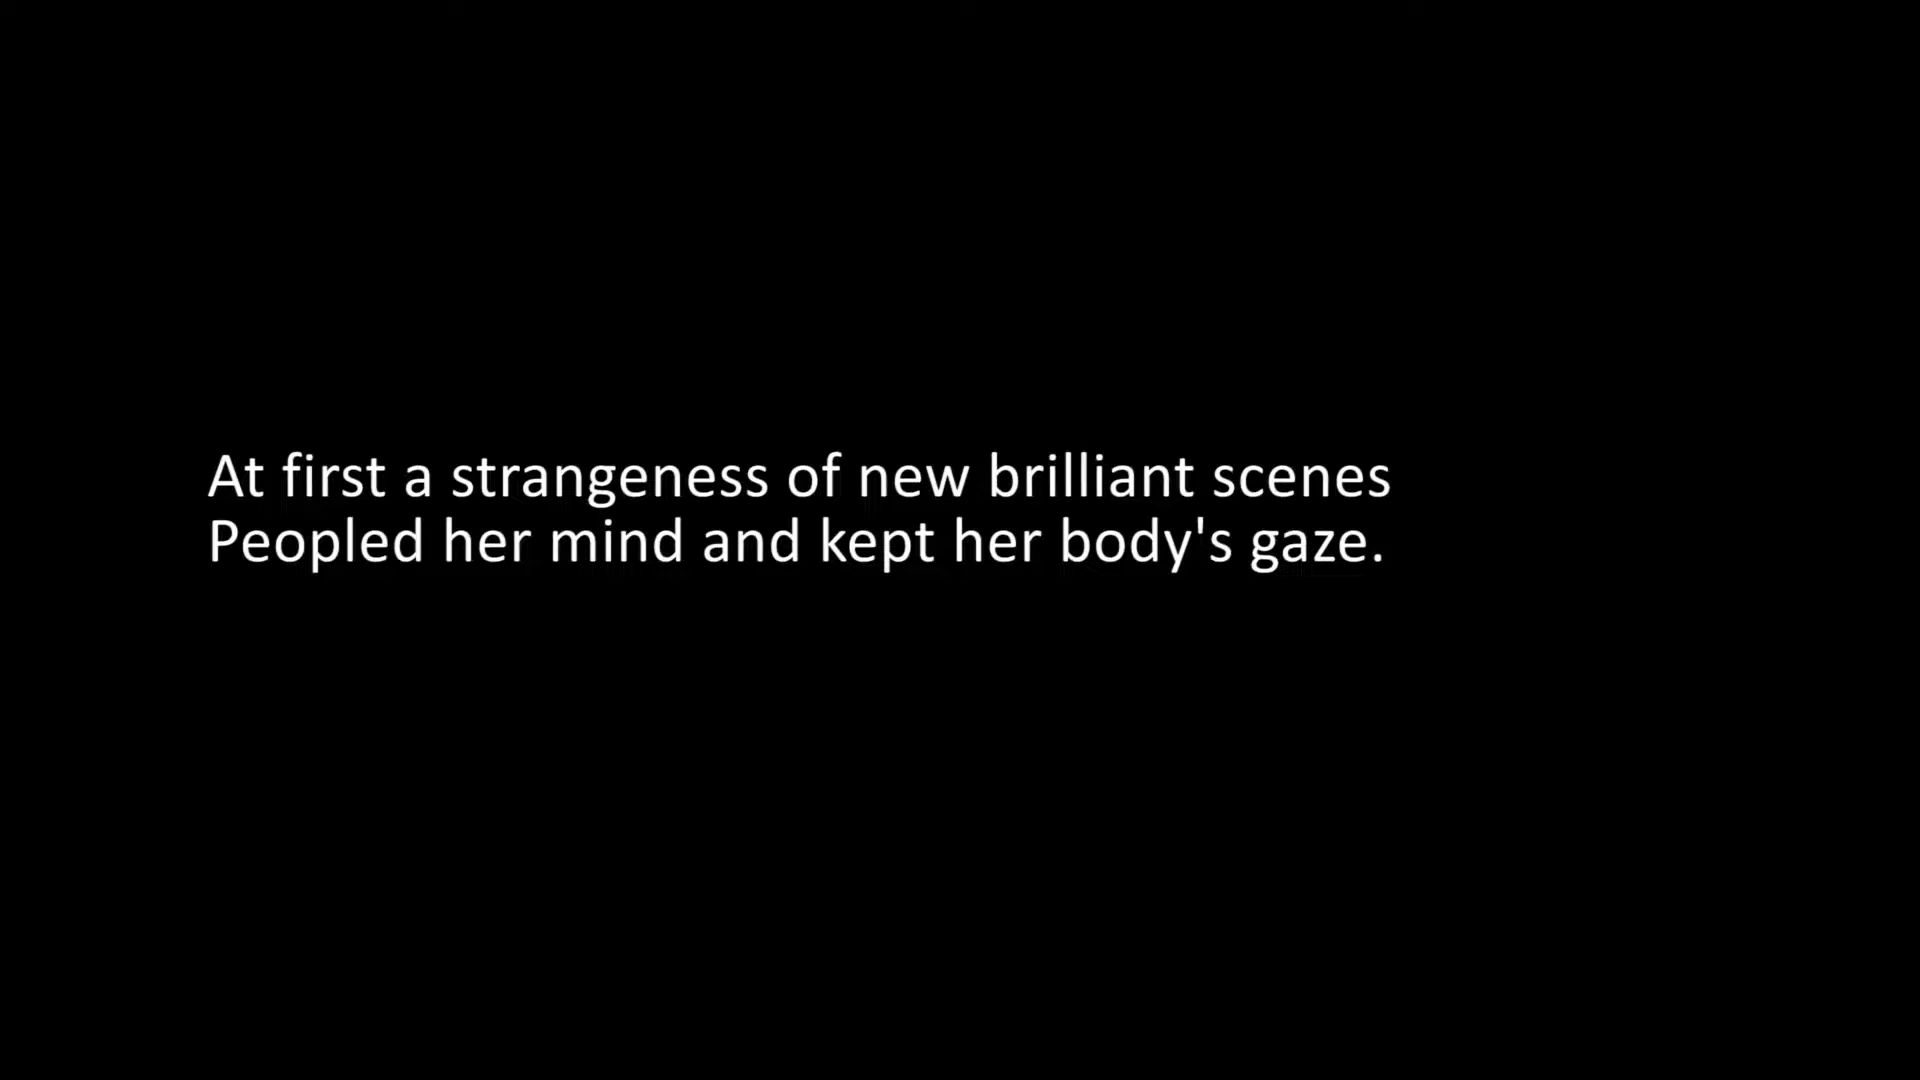 At first a strangeness of new brilliant scenes
Peopled her mind and kept her body's gaze.